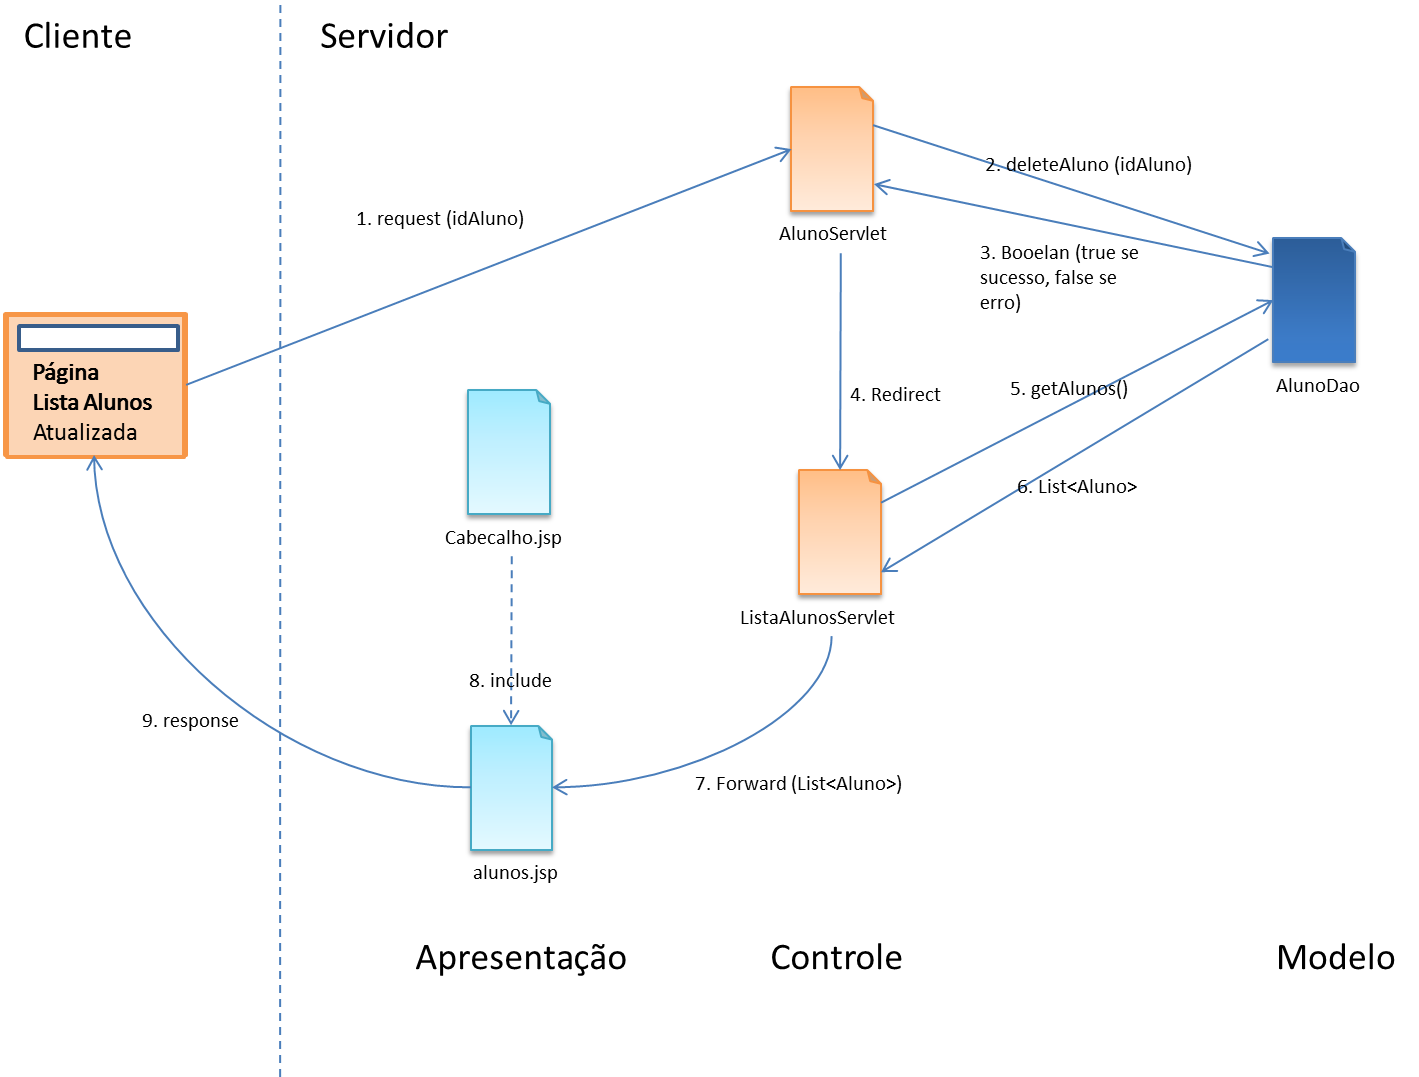 Cliente
Servidor
2. deleteAluno (idAluno)
1. request (idAluno)
AlunoServlet
3. Booelan (true se
sucesso, false se
erro)
Página
Lista Alunos
Atualizada
AlunoDao
4. Redirect
5. getAlunos()
6. List<Aluno>
Cabecalho.jsp
ListaAlunosServlet
8. include
9. response
7. Forward (List<Aluno>)
alunos.jsp
Apresentação
Controle
Modelo